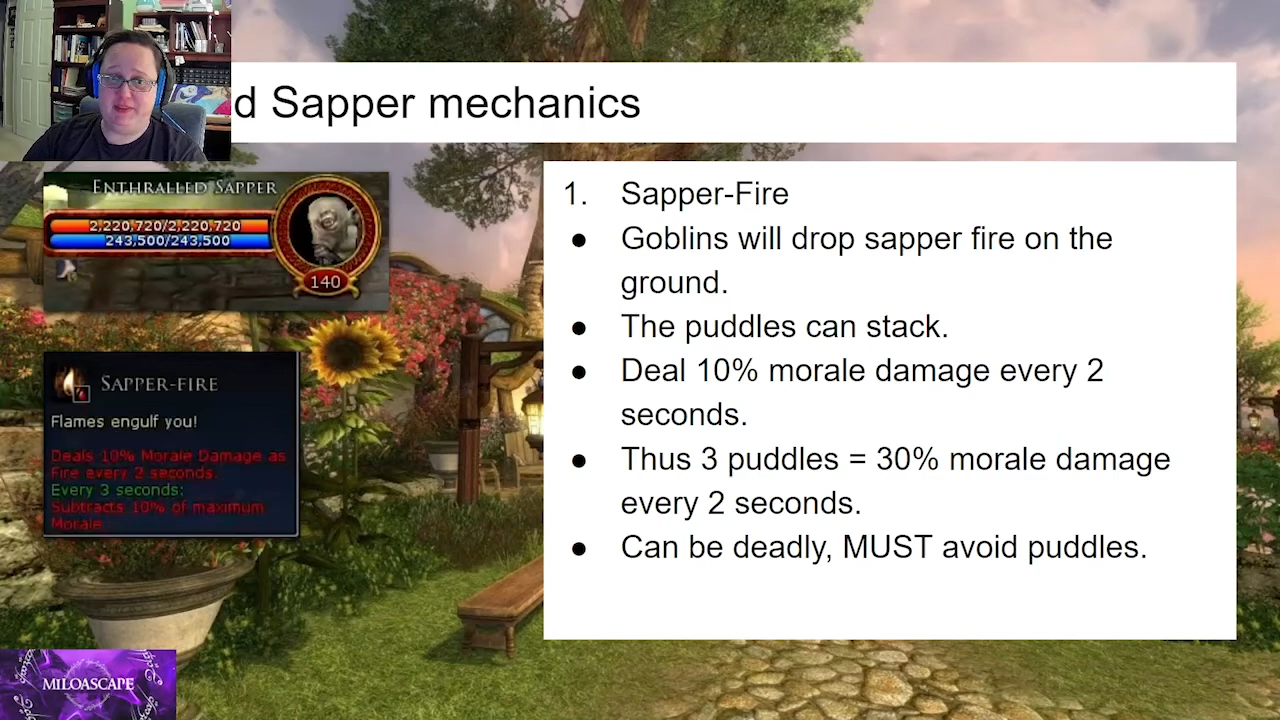 d Sapper mechanics
ENTHRALLED SAPPER
2,220,720/2,220,720
243,500/243,500
140
SAPPER-FIRE
Flames engulf you!
Deals 10% Morale Damage as
Fire every 2 seconds.
Every 3 seconds:
Subtracts 10% of maximum
Morale
1. Sapper-Fire
● Goblins will drop sapper fire on the
ground.
● The puddles can stack.
● Deal 10% morale damage every 2
seconds.
● Thus 3 puddles = 30% morale damage
every 2 seconds.
● Can be deadly, MUST avoid puddles.
MILOASCAPE